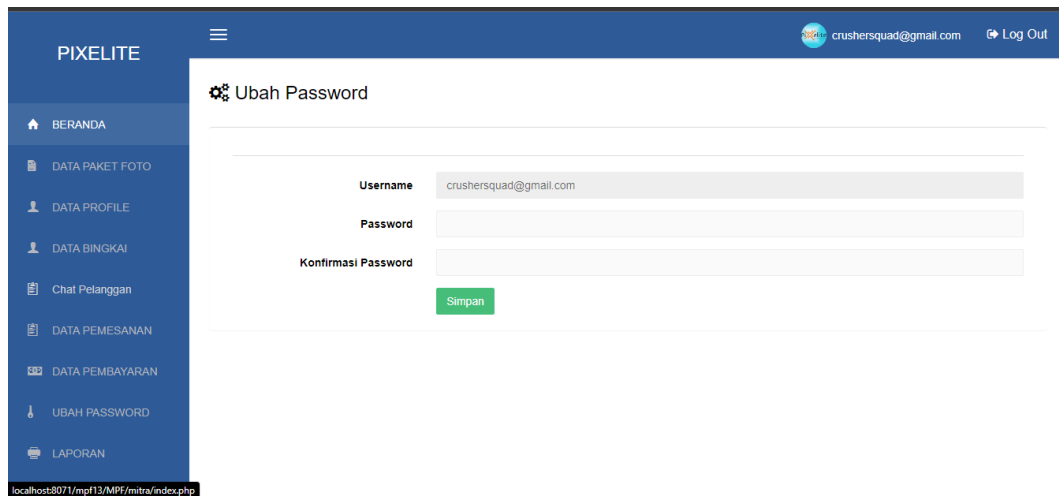 PIXELITE
crushersquad@gmail.com Log Out
Ubah Password
BERANDA
DATA PAKET FOTO
DATA PROFILE
DATA BINGKAI
Chat Pelanggan
DATA PEMESANAN
DATA PEMBAYARAN
UBAH PASSWORD
LAPORAN
Username crushersquad@gmail.com
Password
Konfirmasi Password
Simpan
localhost:8071/mpf13/MPF/mitra/index.php